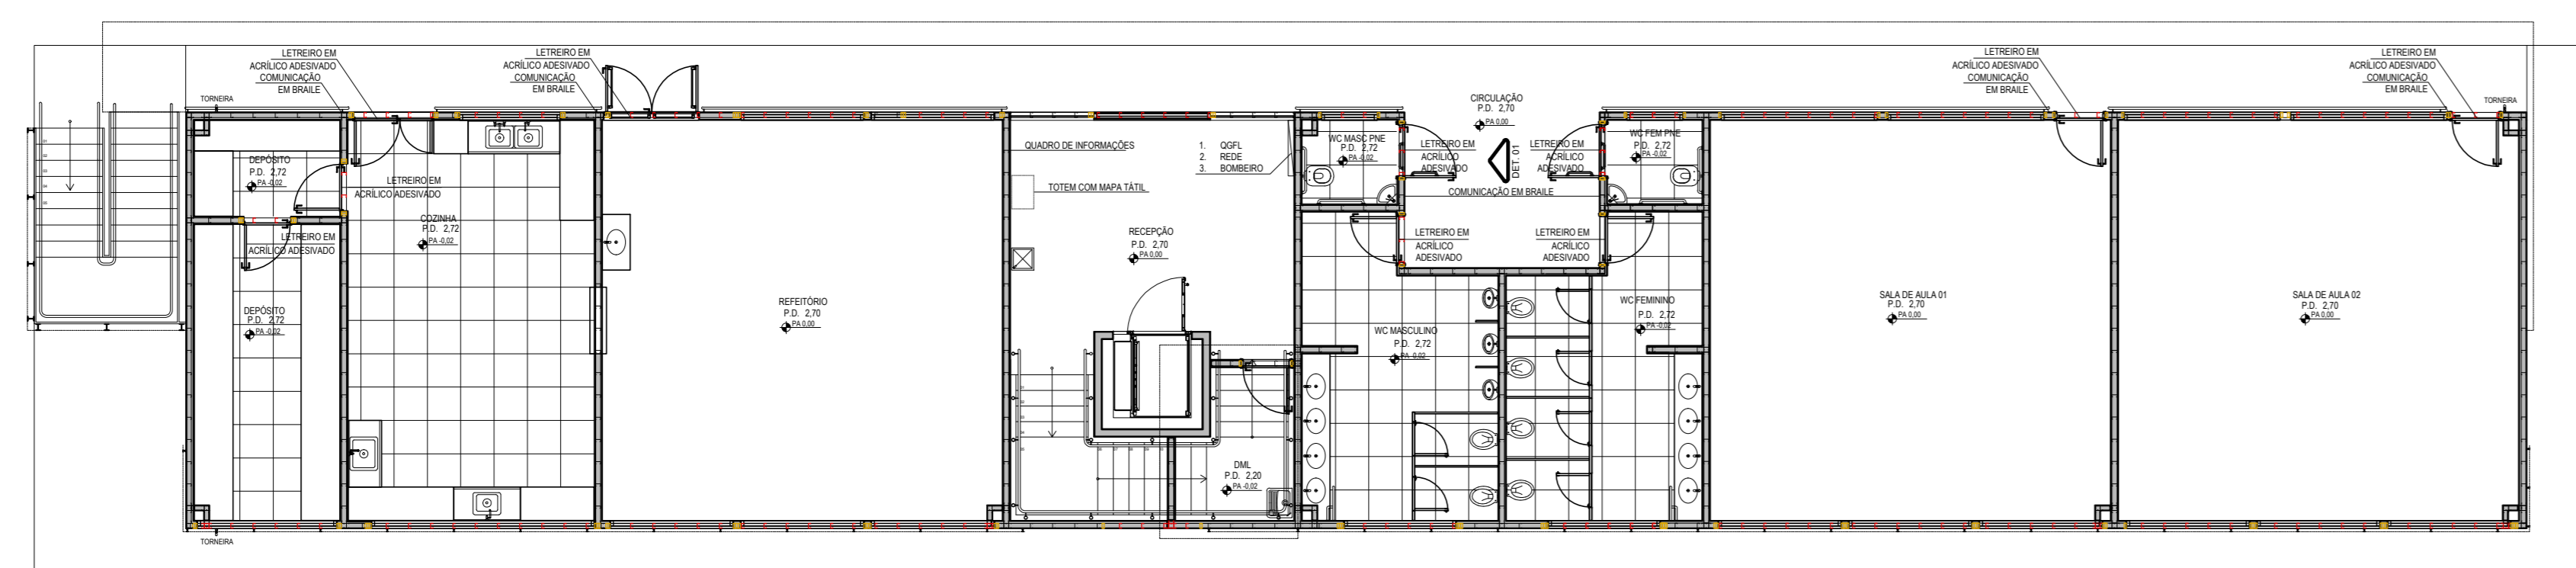 LETREIRO EM
ACRÍLICO ADESIVADO
COMUNICAÇÃO
EM BRAILE
LETREIRO EM
ACRÍLICO ADESIVADO
COMUNICAÇÃO
EM BRAILE
LETREIRO EM
ACRÍLICO ADESIVADO
COMUNICAÇÃO
EM BRAILE
LETREIRO EM
ACRÍLICO ADESIVADO
COMUNICAÇÃO
EM BRAILE
TORNEIRA
TORNEIRA
CIRCULAÇÃO
P.D. 2,70
PA 0,00
DEPÓSITO
P.D. 2,72
PA -0,02
LETREIRO EM
ACRÍLICO ADESIVADO
COZINHA
P.D. 2,72
PA -0,02
LETREIRO EM
ACRÍLICO ADESIVADO
DEPÓSITO
P.D. 2,72
PA -0,02
REFEITÓRIO
P.D. 2,70
PA 0,00
QUADRO DE INFORMAÇÕES
1. QGFL
2. REDE
3. BOMBEIRO
TOTEM COM MAPA TÁTIL
RECEPÇÃO
P.D. 2,70
PA 0,00
WC MASC PNE
P.D. 2,72
PA -0,02
LETREIRO EM
ACRÍLICO
ADESIVADO
DET. 01
LETREIRO EM
ACRÍLICO
ADESIVADO
WC FEM PNE
P.D. 2,72
PA -0,02
COMUNICAÇÃO EM BRAILE
LETREIRO EM
ACRÍLICO
ADESIVADO
LETREIRO EM
ACRÍLICO
ADESIVADO
WC MASCULINO
P.D. 2,72
PA -0,02
WC FEMININO
P.D. 2,72
PA -0,02
SALA DE AULA 01
P.D. 2,70
PA 0,00
SALA DE AULA 02
P.D. 2,70
PA 0,00
DML
P.D. 2,20
PA -0,02
TORNEIRA